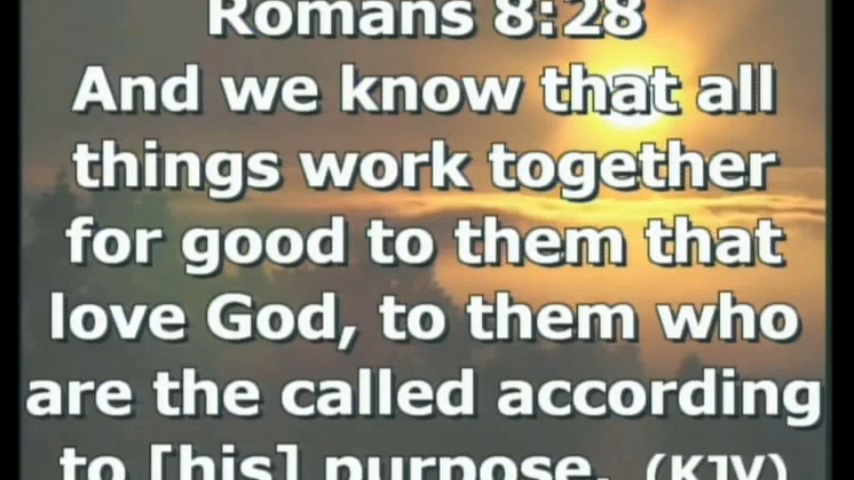 Romans 8:28
And we know that all
things work together
for good to them that
love God, to them who
are the called according
to [his] purpose. (KJV)